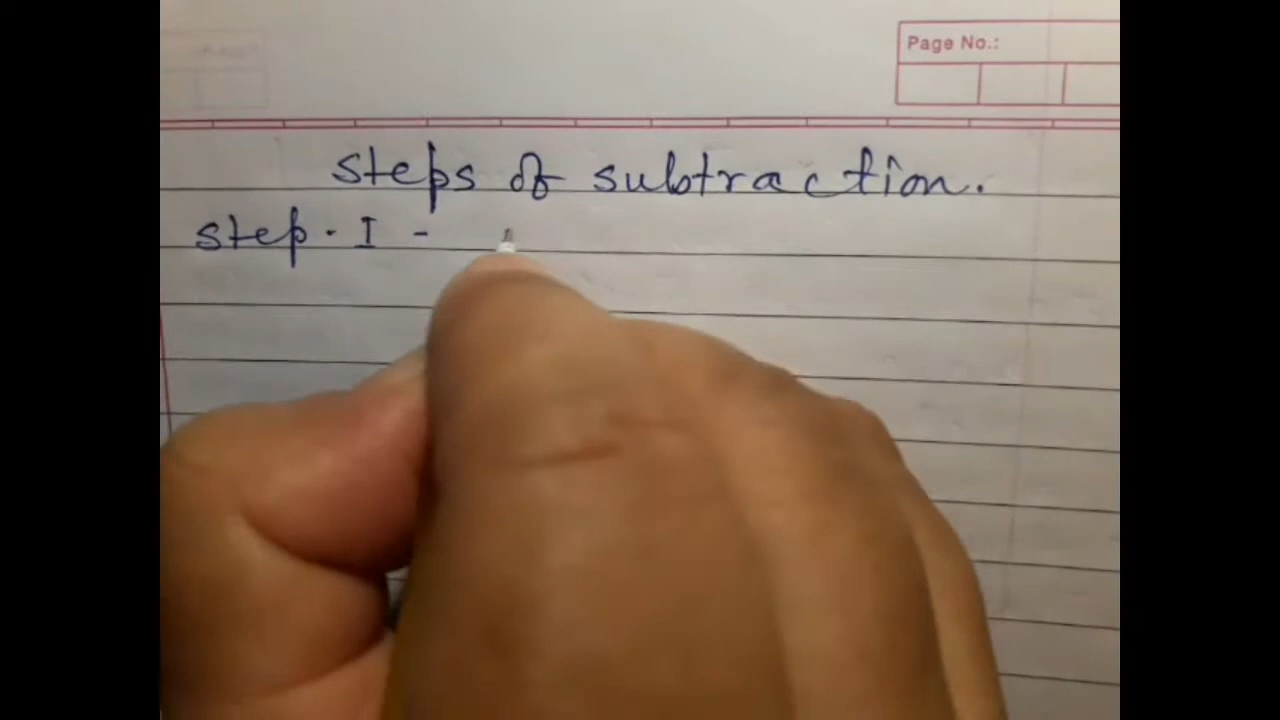 Page No.:
Steps of subtraction.
Step. I -